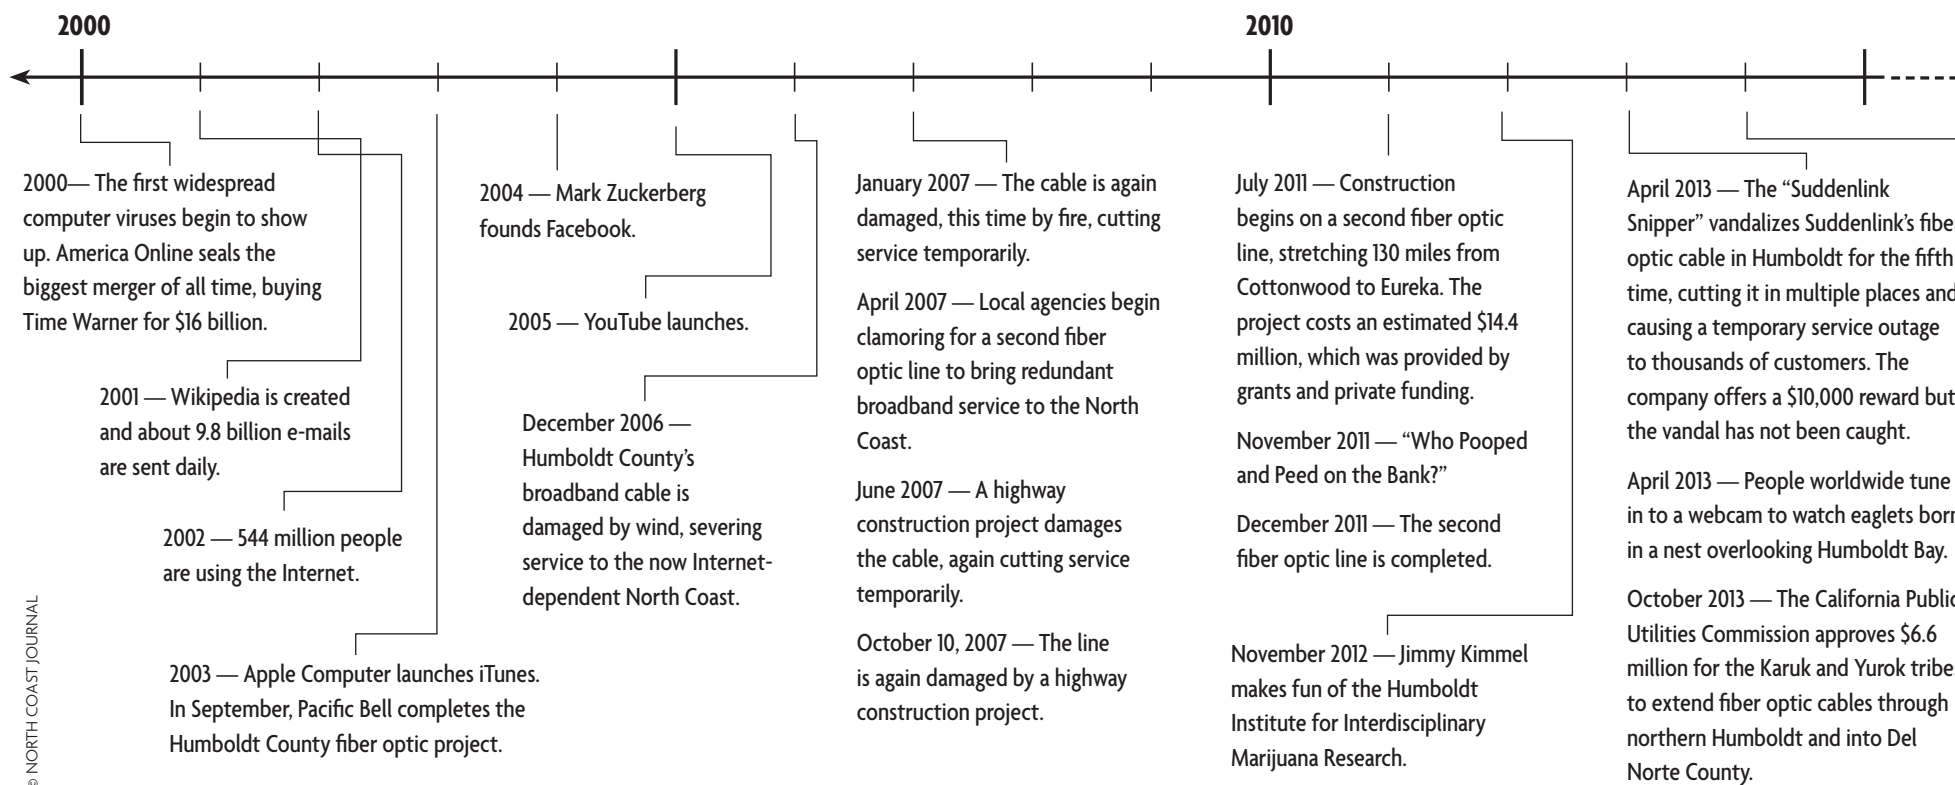 2000
2010
2000— The first widespread
computer viruses begin to show
up. America Online seals the
biggest merger of all time, buying
Time Warner for $16 billion.
2001 — Wikipedia is created
and about 9.8 billion e-mails
are sent daily.
2002 — 544 million people
are using the Internet.
2003 — Apple Computer launches iTunes.
In September, Pacific Bell completes the
Humboldt County fiber optic project.
2004 — Mark Zuckerberg
founds Facebook.
2005 — YouTube launches.
December 2006 —
Humboldt County’s
broadband cable is
damaged by wind, severing
service to the now Internet-
dependent North Coast.
January 2007 — The cable is again
damaged, this time by fire, cutting
service temporarily.
April 2007 — Local agencies begin
clamoring for a second fiber
optic line to bring redundant
broadband service to the North
Coast.
June 2007 — A highway
construction project damages
the cable, again cutting service
temporarily.
October 10, 2007 — The line
is again damaged by a highway
construction project.
July 2011 — Construction
begins on a second fiber optic
line, stretching 130 miles from
Cottonwood to Eureka. The
project costs an estimated $14.4
million, which was provided by
grants and private funding.
November 2011 — “Who Pooped
and Peed on the Bank?”
December 2011 — The second
fiber optic line is completed.
November 2012 — Jimmy Kimmel
makes fun of the Humboldt
Institute for Interdisciplinary
Marijuana Research.
April 2013 — The “Suddenlink
Snipper” vandalizes Suddenlink’s fiber
optic cable in Humboldt for the fifth
time, cutting it in multiple places and
causing a temporary service outage
to thousands of customers. The
company offers a $10,000 reward but
the vandal has not been caught.
April 2013 — People worldwide tune
in to a webcam to watch eaglets born
in a nest overlooking Humboldt Bay.
October 2013 — The California Public
Utilities Commission approves $6.6
million for the Karuk and Yurok tribes
to extend fiber optic cables through
northern Humboldt and into Del
Norte County.
© NORTH COAST JOURNAL